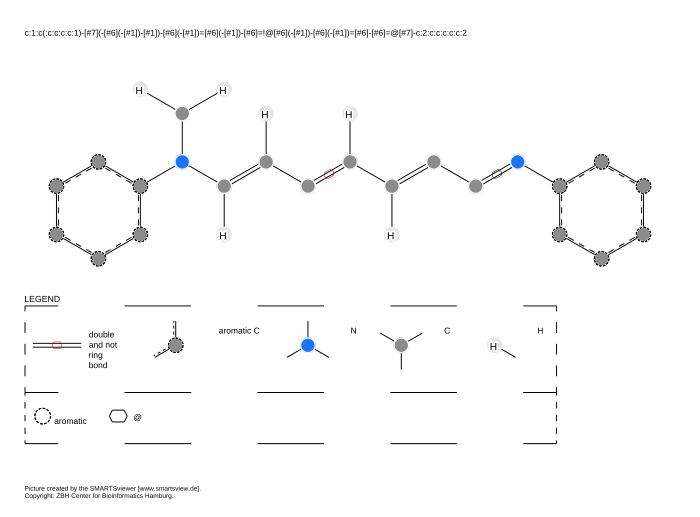 c:1:c(:c:c:c:c:1)-[#7](-[#6](-[#1])-[#1])-[#6](-[#1])=[#6](-[#1])-[#6]=!@[#6](-[#1])-[#6](-[#1])=[#6]-[#6]=@[#7]-c:2:c:c:c:c:c:2
H H
H H
H H
LEGEND
double
and not
ring
bond
aromatic C
N
C
H
H
aromatic
@
Picture created by the SMARTSviewer [www.smartsview.de].
Copyright: ZBH Center for Bioinformatics Hamburg.